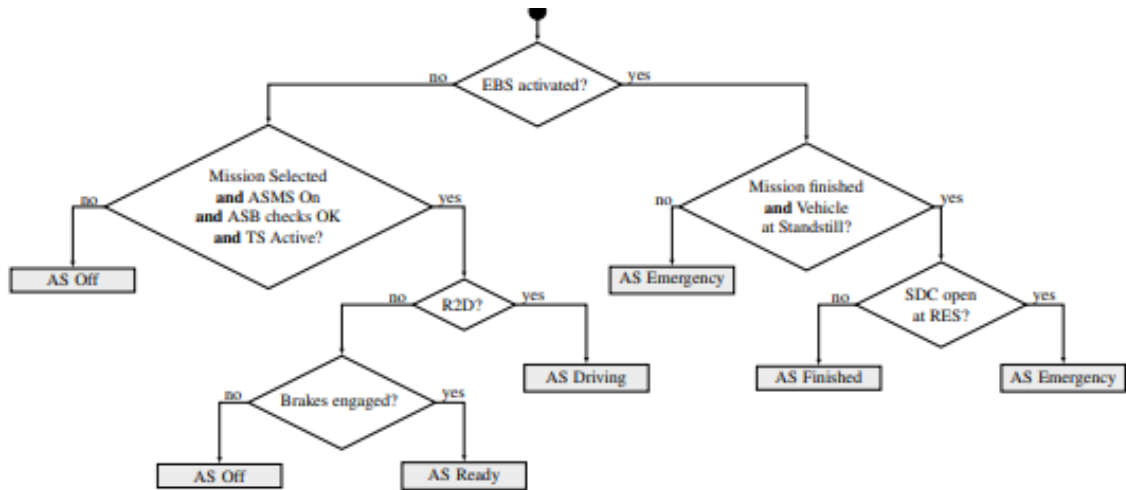 EBS activated?
no
yes
Mission Selected
and ASMS On
and ASB checks OK
and TS Active?
no
yes
Mission finished
and Vehicle
at Standstill?
no
yes
AS Off
AS Emergency
R2D?
no
yes
SDC open
at RES?
no
yes
AS Driving
AS Finished
AS Emergency
Brakes engaged?
no
yes
AS Off
AS Ready